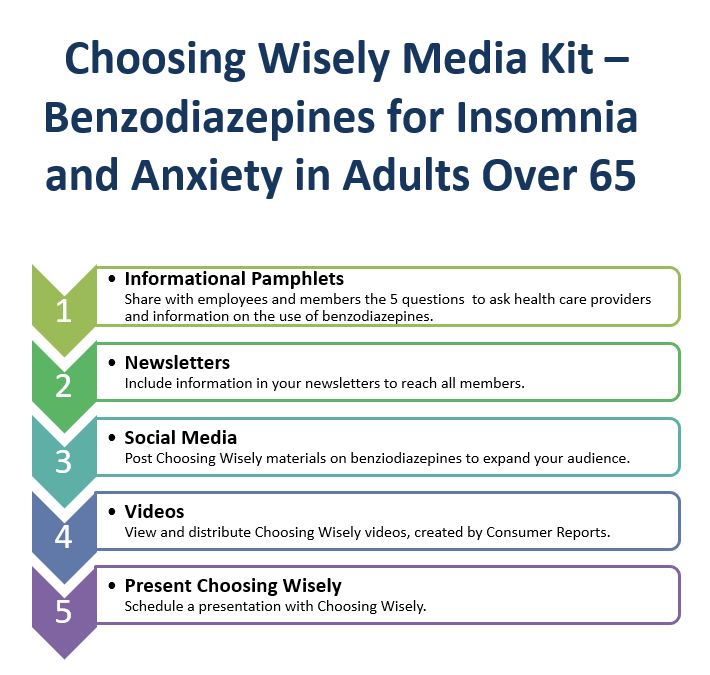 Choosing Wisely Media Kit –
Benzodiazepines for Insomnia
and Anxiety in Adults Over 65
1
• Informational Pamphlets
Share with employees and members the 5 questions  to ask health care providers
and information on the use of benzodiazepines.
2
• Newsletters
Include information in your newsletters to reach all members.
3
• Social Media
Post Choosing Wisely materials on benziodiazepines to expand your audience.
4
• Videos
View and distribute Choosing Wisely videos, created by Consumer Reports.
5
• Present Choosing Wisely
Schedule a presentation with Choosing Wisely.